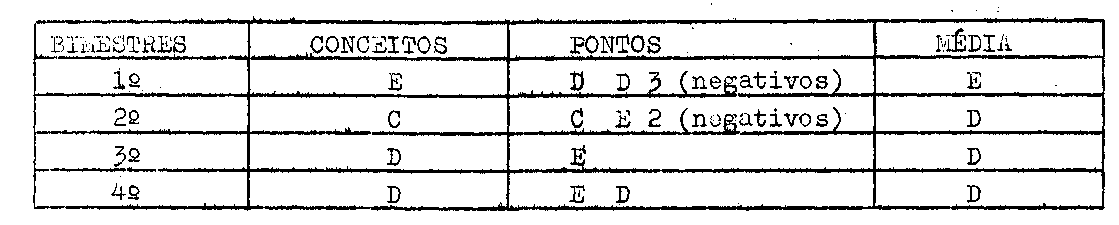 BIMESTRES CONCEITOS PONTOS MÉDIA
1º E D D 3 (negativos) E
2º C C E 2 (negativos) D
3º D E D
4º D E D D